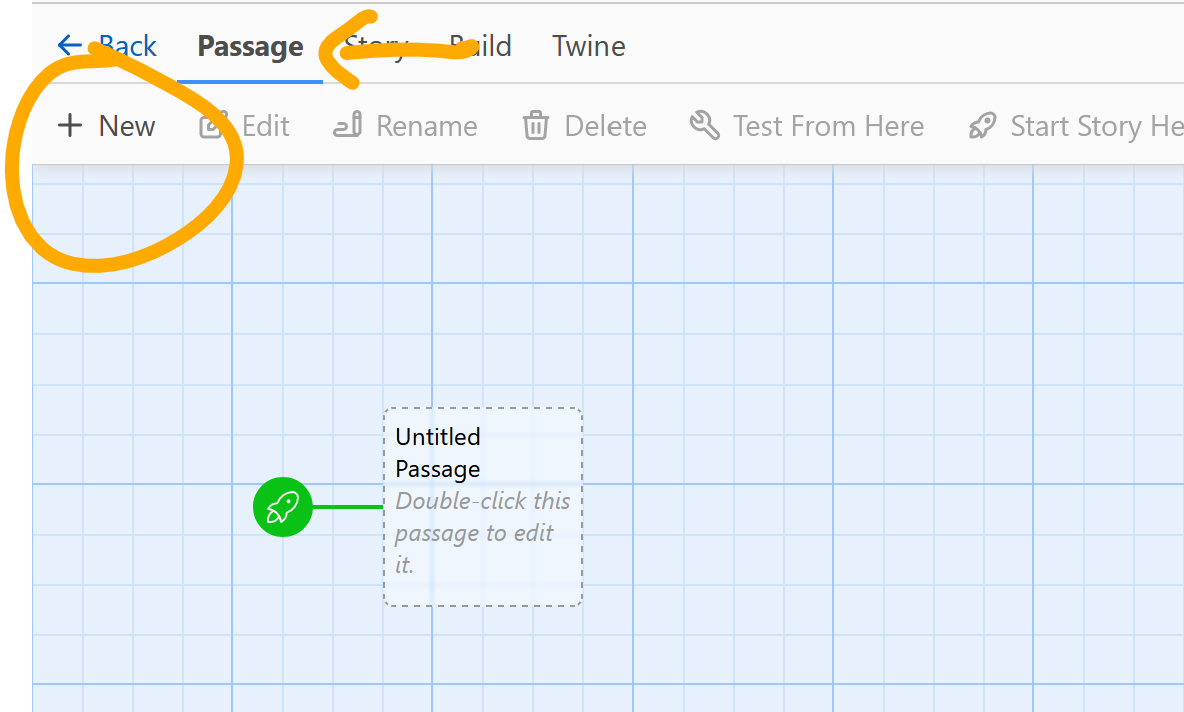 Back Passage Story Build Twine
New Edit Rename Delete Test From Here Start Story He
Untitled
Passage
Double-click this
passage to edit
it.